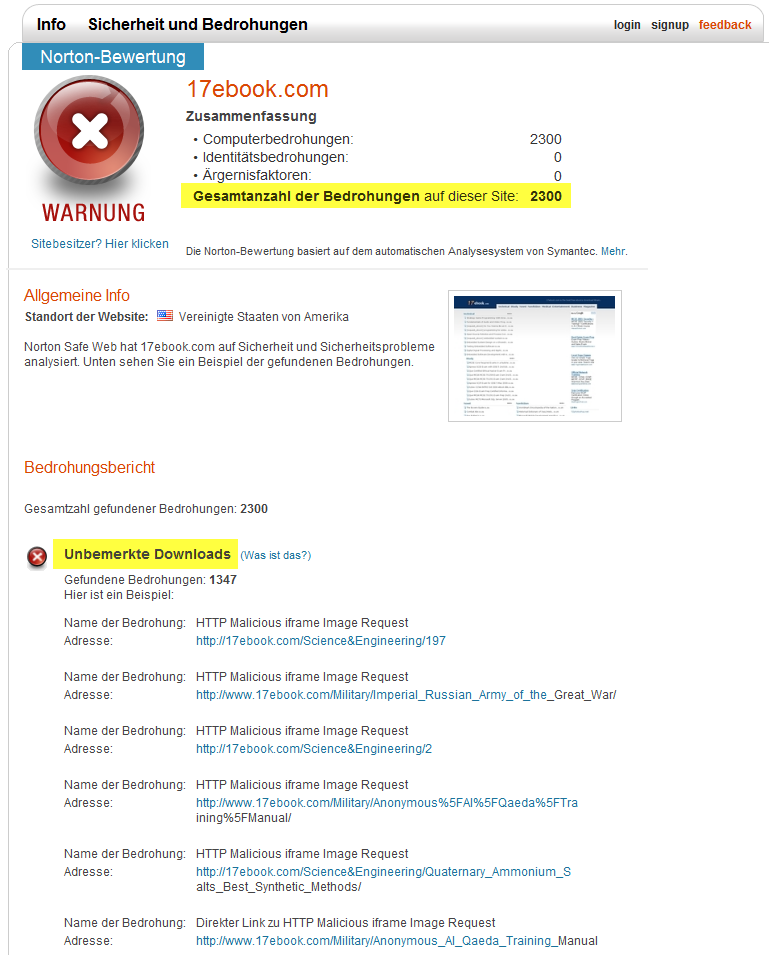 Info Sicherheit und Bedrohungen login signup feedback
Norton-Bewertung
17ebook.com
Zusammenfassung
• Computerbedrohungen: 2300
• Identitätsbedrohungen: 0
• Ärgernisfaktoren: 0
Gesamtanzahl der Bedrohungen auf dieser Site: 2300
WARNUNG
Sitebesitzer? Hier klicken
Die Norton-Bewertung basiert auf dem automatischen Analysesystem von Symantec. Mehr.
Allgemeine Info
Standort der Website: Vereinigte Staaten von Amerika
Norton Safe Web hat 17ebook.com auf Sicherheit und Sicherheitsprobleme
analysiert. Unten sehen Sie ein Beispiel der gefundenen Bedrohungen.
Bedrohungsbericht
Gesamtzahl gefundener Bedrohungen: 2300
Unbemerkte Downloads (Was ist das?)
Gefundene Bedrohungen: 1347
Hier ist ein Beispiel:
Name der Bedrohung: HTTP Malicious iframe Image Request
Adresse: http://17ebook.com/Science&Engineering/197
Name der Bedrohung: HTTP Malicious iframe Image Request
Adresse: http://www.17ebook.com/Military/Imperial_Russian_Army_of_the_Great_War/
Name der Bedrohung: HTTP Malicious iframe Image Request
Adresse: http://17ebook.com/Science&Engineering/2
Name der Bedrohung: HTTP Malicious iframe Image Request
Adresse: http://www.17ebook.com/Military/Anonymous%5FAl%5FQaeda%5FTra
ining%5FManual/
Name der Bedrohung: HTTP Malicious iframe Image Request
Adresse: http://17ebook.com/Science&Engineering/Quaternary_Ammonium_S
alts_Best_Synthetic_Methods/
Name der Bedrohung: Direkter Link zu HTTP Malicious iframe Image Request
Adresse: http://www.17ebook.com/Military/Anonymous_Al_Qaeda_Training_Manual